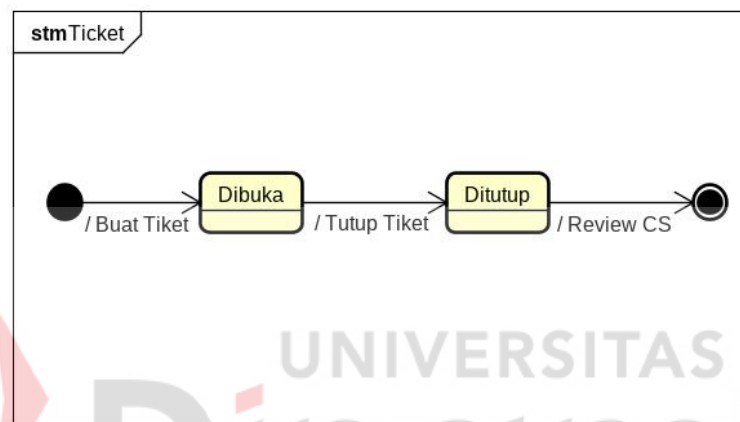 stmTicket
Dibuka
Ditutup
/ Buat Tiket
/ Tutup Tiket
/ Review CS
UNIVERSITAS